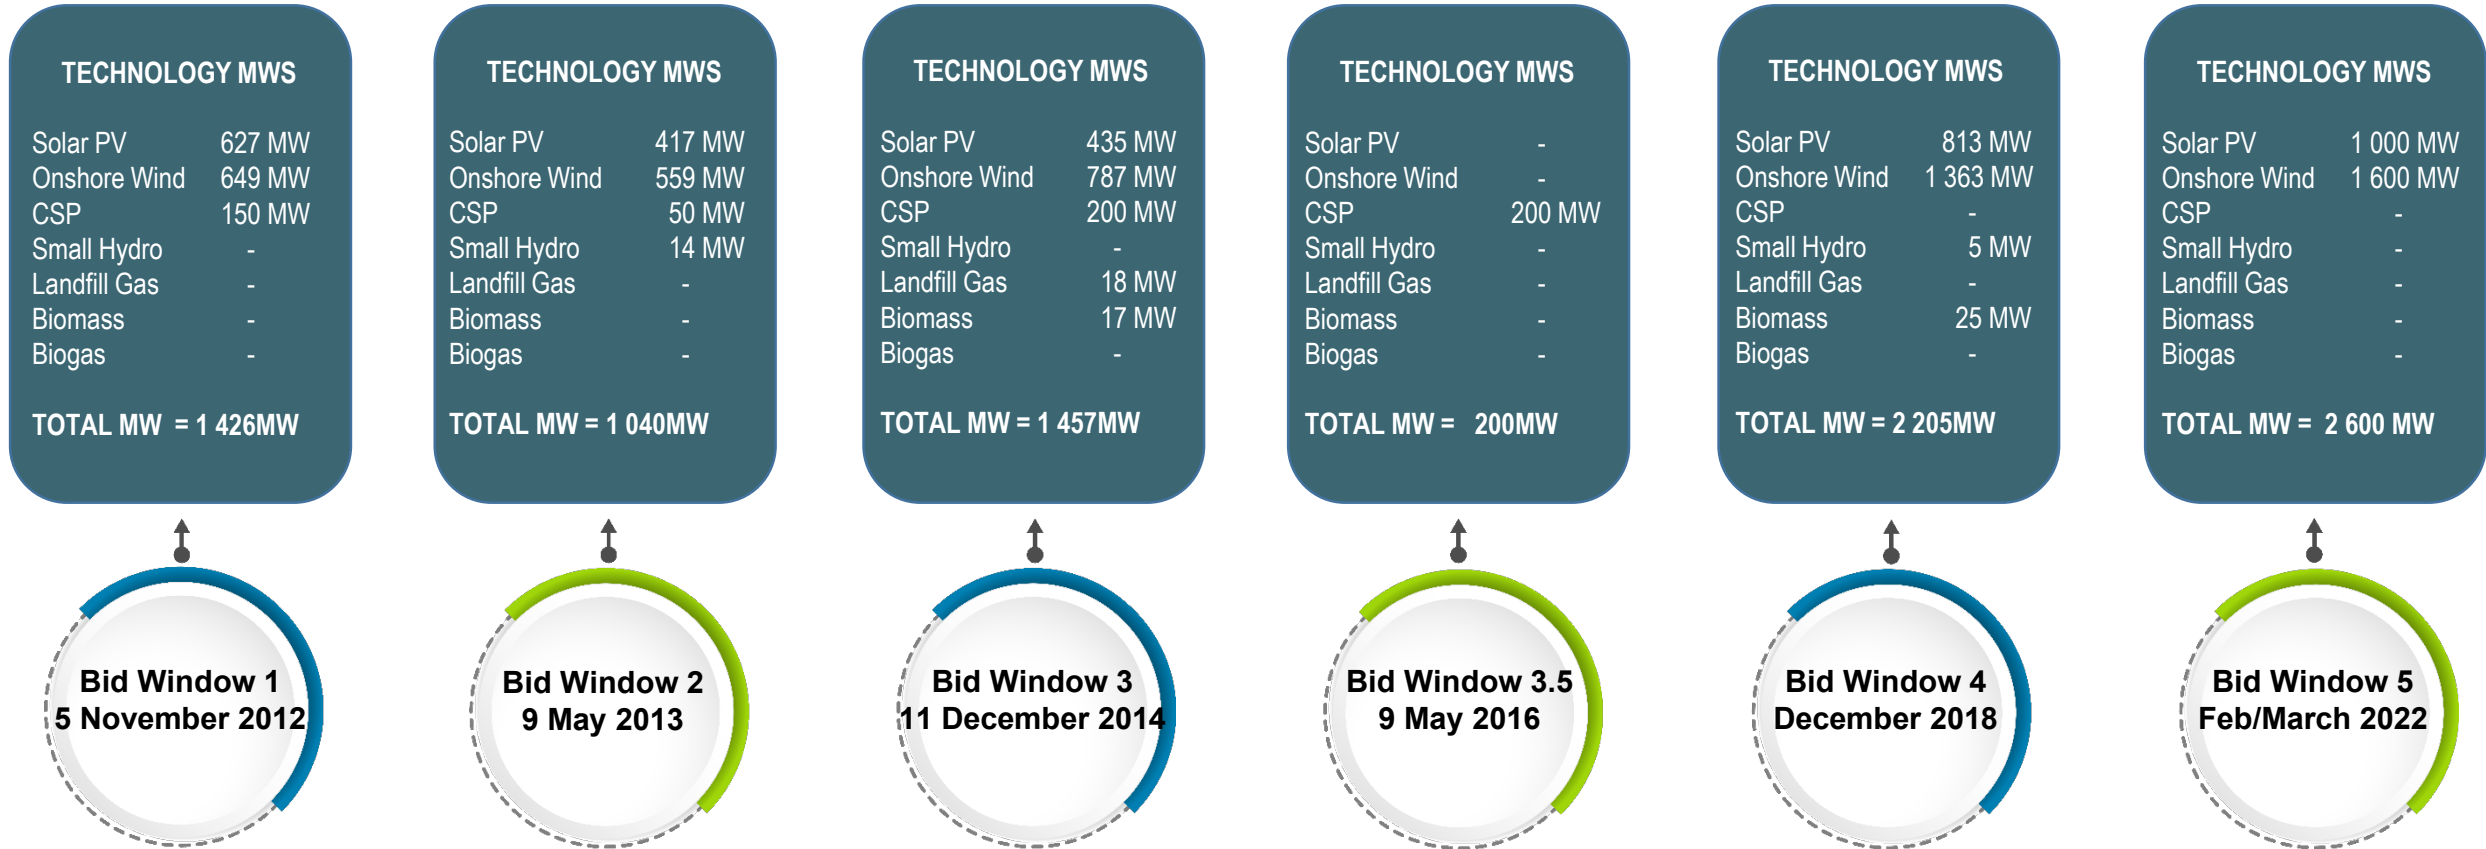 TECHNOLOGY MWS
Solar PV 627 MW
Onshore Wind 649 MW
CSP 150 MW
Small Hydro -
Landfill Gas -
Biomass -
Biogas -
TOTAL MW = 1 426MW
Bid Window 1
5 November 2012
TECHNOLOGY MWS
Solar PV 417 MW
Onshore Wind 559 MW
CSP 50 MW
Small Hydro 14 MW
Landfill Gas -
Biomass -
Biogas -
TOTAL MW = 1 040MW
Bid Window 2
9 May 2013
TECHNOLOGY MWS
Solar PV 435 MW
Onshore Wind 787 MW
CSP 200 MW
Small Hydro -
Landfill Gas 18 MW
Biomass 17 MW
Biogas -
TOTAL MW = 1 457MW
Bid Window 3
11 December 2014
TECHNOLOGY MWS
Solar PV -
Onshore Wind -
CSP 200 MW
Small Hydro -
Landfill Gas -
Biomass -
Biogas -
TOTAL MW = 200MW
Bid Window 3.5
9 May 2016
TECHNOLOGY MWS
Solar PV 813 MW
Onshore Wind 1 363 MW
CSP -
Small Hydro 5 MW
Landfill Gas -
Biomass 25 MW
Biogas -
TOTAL MW = 2 205MW
Bid Window 4
December 2018
TECHNOLOGY MWS
Solar PV 1 000 MW
Onshore Wind 1 600 MW
CSP -
Small Hydro -
Landfill Gas -
Biomass -
Biogas -
TOTAL MW = 2 600 MW
Bid Window 5
Feb/March 2022